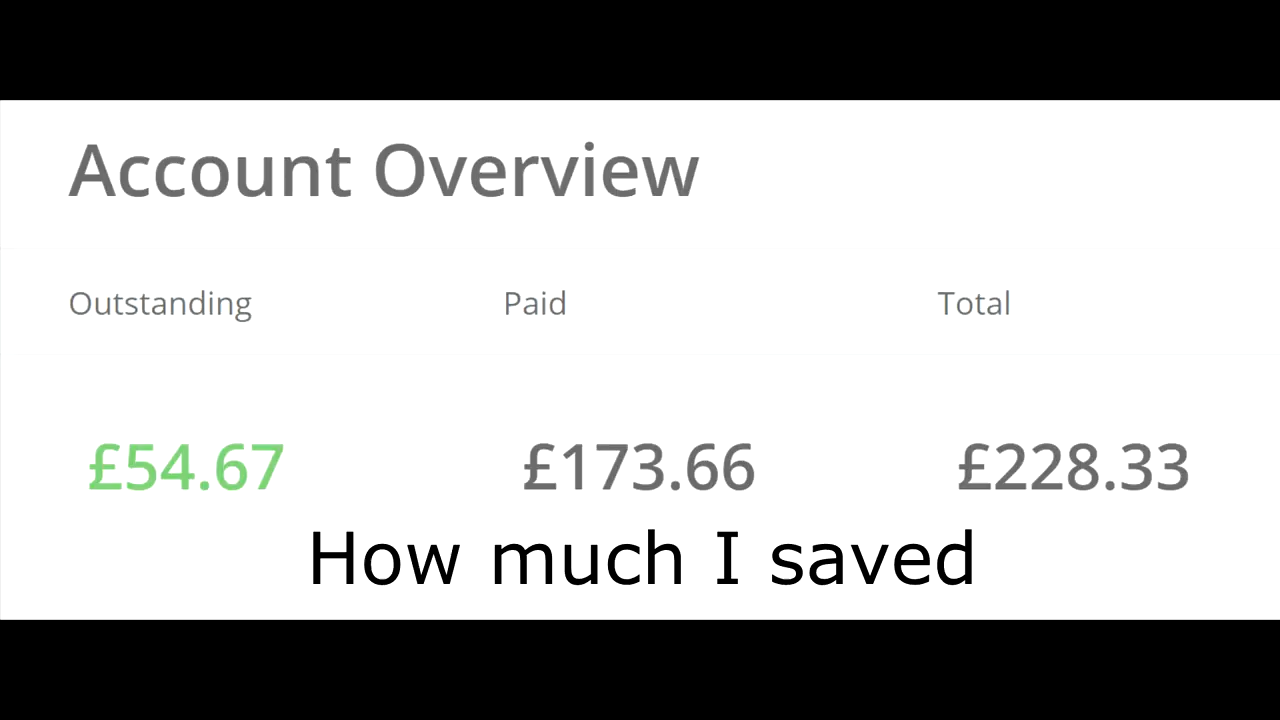 Account Overview
Outstanding Paid Total
£54.67 £173.66 £228.33
How much I saved